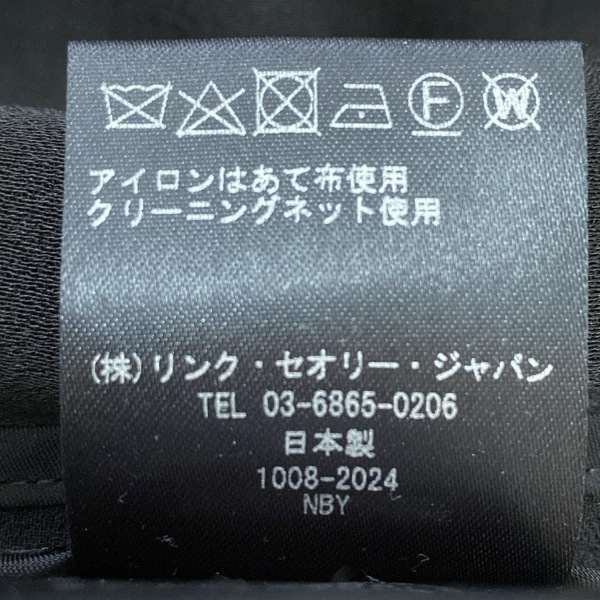 F W
アイロンはあて布使用
クリーニングネット使用
(株)リンク・セオリー・ジャパン
TEL 03-6865-0206
日本製
1008-2024
NBY